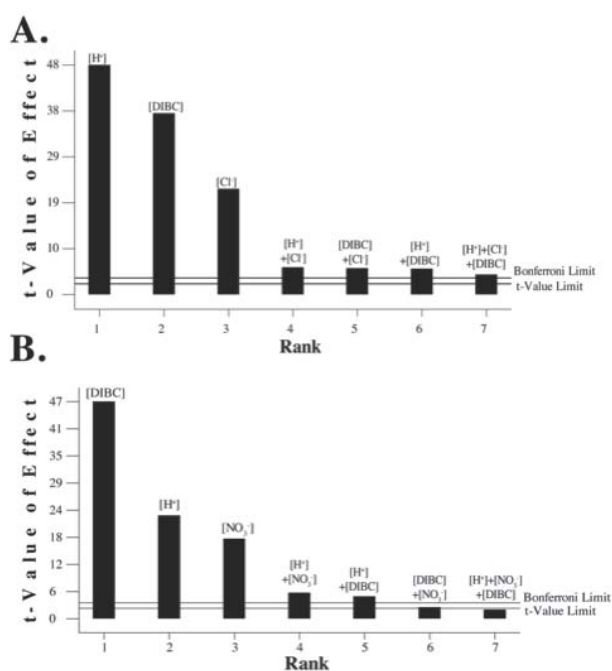 A.
t-Value of Effect
48
38
29
19
10
0
[H⁺]
[DIBC]
[Cl⁻]
[H⁺]
+[Cl⁻]
[DIBC]
+[Cl⁻]
[H⁺]
+[DIBC]
[H⁺]+[Cl⁻]
+[DIBC]
Bonferroni Limit
t-Value Limit
1 2 3 4 5 6 7
Rank
B.
t-Value of Effect
47
41
35
29
24
18
12
6
0
[DIBC]
[H⁺]
[NO₃⁻]
[H⁺]
+[NO₃⁻]
[H⁺]
+[DIBC]
[DIBC]
+[NO₃⁻]
[H⁺]+[NO₃⁻]
+[DIBC]
Bonferroni Limit
t-Value Limit
1 2 3 4 5 6 7
Rank